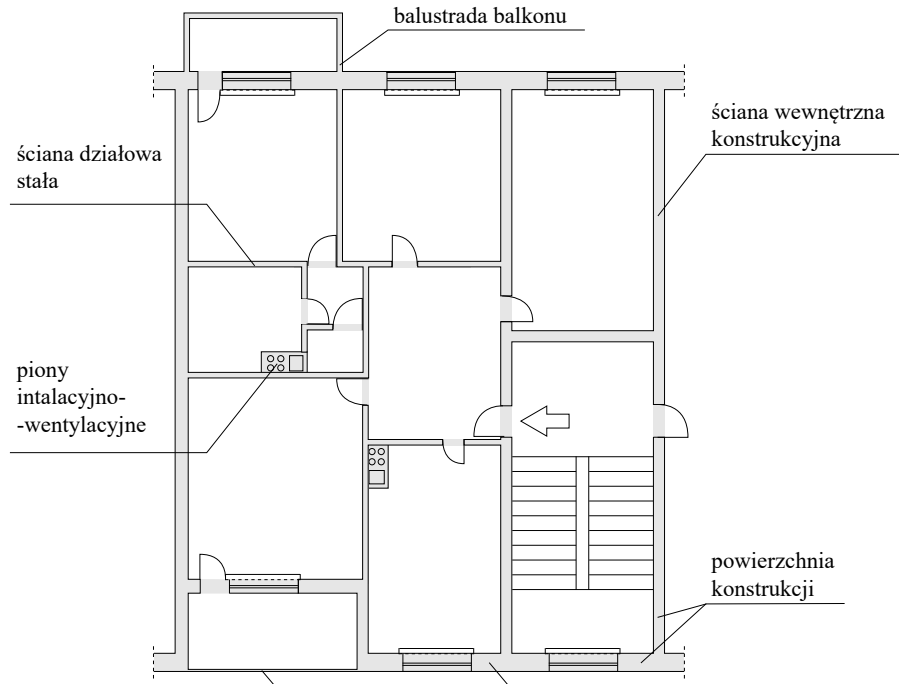 balustrada balkonu
ściana wewnętrzna
konstrukcyjna
ściana działowa
stała
piony
intalacyjno-
-wentylacyjne
powierzchnia
konstrukcji